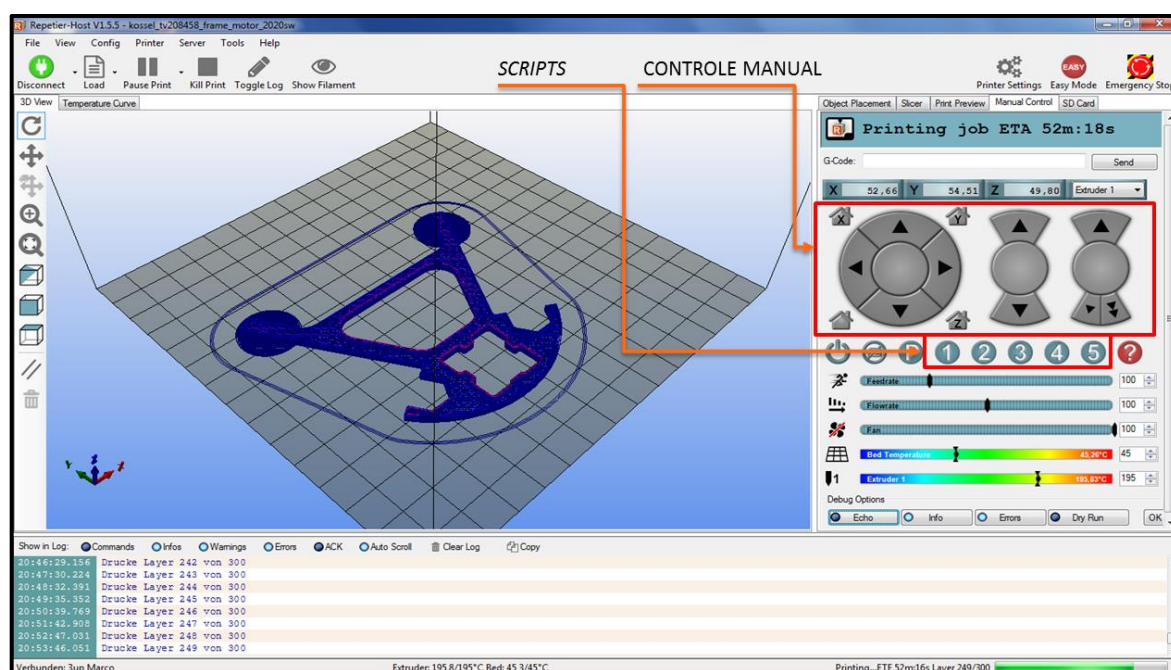 Repetier-Host V1.5.5 - kossel_tv208458_frame_motor_2020sw
File View Config Printer Server Tools Help
SCRIPTS CONTROLE MANUAL
Disconnect Load Pause Print Kill Print Toggle Log Show Filament Printer Settings Easy Mode Emergency Stop
EASY
3D View Temperature Curve
Object Placement Slicer Print Preview Manual Control SD Card
Printing job ETA 52m:18s
G-Code: Send
X 52,66 Y 54,51 Z 49,80 Extruder 1
X Y
Z
1 2 3 4 5 ?
Feedrate 100
Flowrate 100
Fan 100
Bed Temperature 45,26°C 45
1 Extruder 1 195,83°C 195
Debug Options
Echo Info Errors Dry Run OK
Show in Log: Commands Infos Warnings Errors ACK Auto Scroll Clear Log Copy
20:46:29.156 Drucke Layer 242 von 300
20:47:30.224 Drucke Layer 243 von 300
20:48:32.391 Drucke Layer 244 von 300
20:49:35.352 Drucke Layer 245 von 300
20:50:39.769 Drucke Layer 246 von 300
20:51:42.908 Drucke Layer 247 von 300
20:52:47.031 Drucke Layer 248 von 300
20:53:46.051 Drucke Layer 249 von 300
Verbunden: 3up Marco Extruder: 195.8/195°C Bed: 45.3/45°C Printing...ETE 52m:16s Layer 249/300